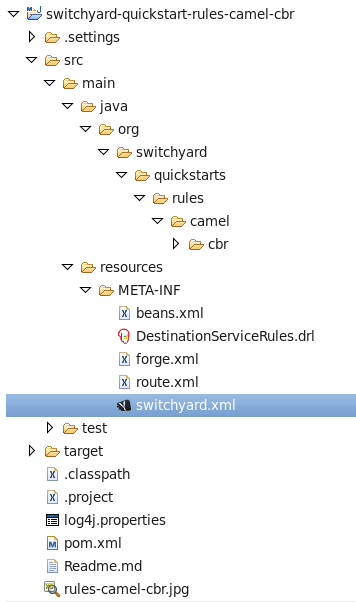 switchyard-quickstart-rules-camel-cbr
.settings
src
main
java
org
switchyard
quickstarts
rules
camel
cbr
resources
META-INF
beans.xml
DestinationServiceRules.drl
forge.xml
route.xml
switchyard.xml
test
target
.classpath
.project
log4j.properties
pom.xml
Readme.md
rules-camel-cbr.jpg